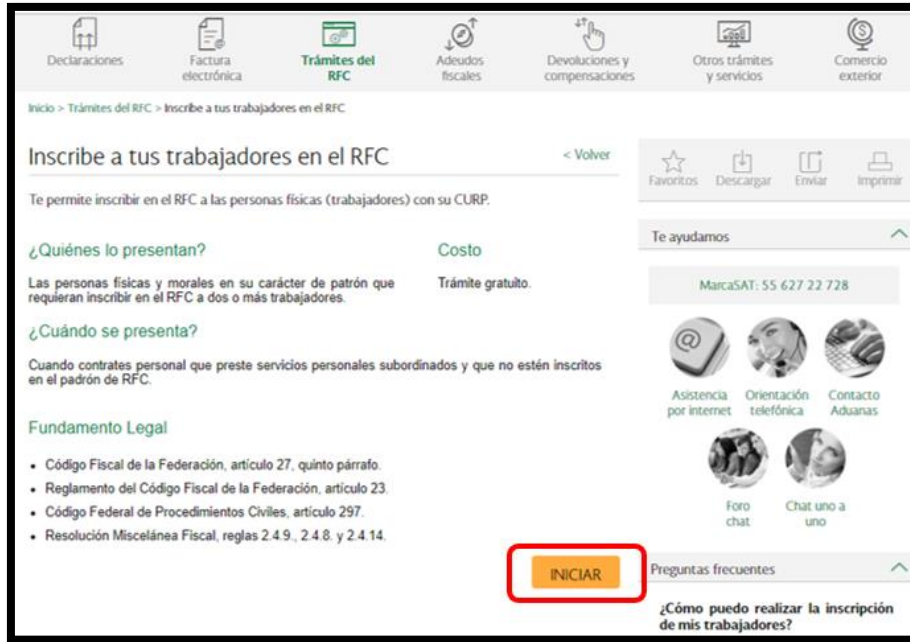 Declaraciones
Factura
electrónica
Trámites del
RFC
Adeudos
fiscales
Devoluciones y
compensaciones
Otros trámites
y servicios
Comercio
exterior
Inicio > Trámites del RFC > Inscribe a tus trabajadores en el RFC
Inscribe a tus trabajadores en el RFC
< Volver
Te permite inscribir en el RFC a las personas físicas (trabajadores) con su CURP.
¿Quiénes lo presentan?
Las personas físicas y morales en su carácter de patrón que
requieran inscribir en el RFC a dos o más trabajadores.
Costo
Trámite gratuito.
¿Cuándo se presenta?
Cuando contrates personal que preste servicios personales subordinados y que no estén inscritos
en el padrón de RFC.
Fundamento Legal
• Código Fiscal de la Federación, artículo 27, quinto párrafo.
• Reglamento del Código Fiscal de la Federación, artículo 23.
• Código Federal de Procedimientos Civiles, artículo 297.
• Resolución Miscelánea Fiscal, reglas 2.4.9., 2.4.8. y 2.4.14.
INICIAR
Favoritos
Descargar
Enviar
Imprimir
Te ayudamos
MarcaSAT: 55 627 22 728
Asistencia
por internet
Orientación
telefónica
Contacto
Aduanas
Foro
chat
Chat uno a
uno
Preguntas frecuentes
¿Cómo puedo realizar la inscripción
de mis trabajadores?